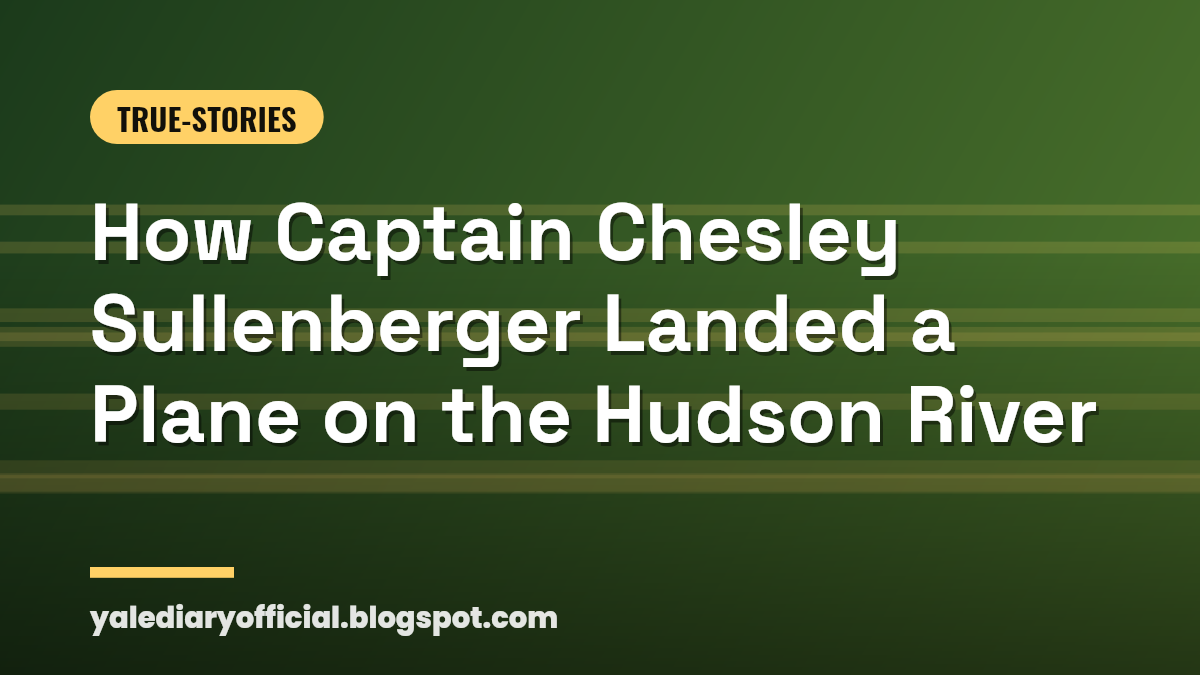 TRUE-STORIES
How Captain Chesley
Sullenberger Landed a
Plane on the Hudson River
yalediaryofficial.blogspot.com